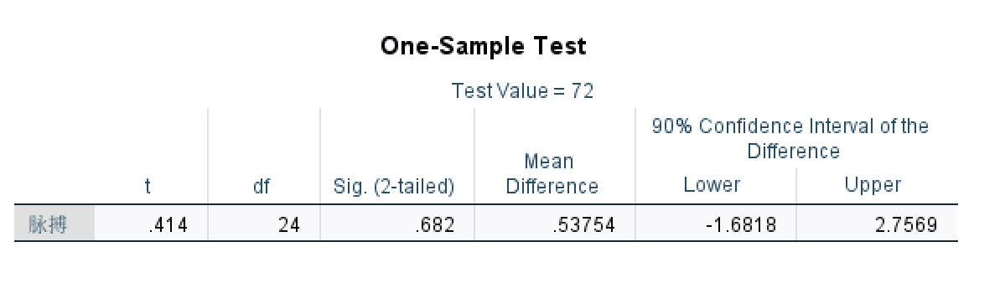 One-Sample Test
Test Value = 72
90% Confidence Interval of the
Difference
Mean
Difference
t df Sig. (2-tailed) Lower Upper
脉搏 .414 24 .682 .53754 -1.6818 2.7569